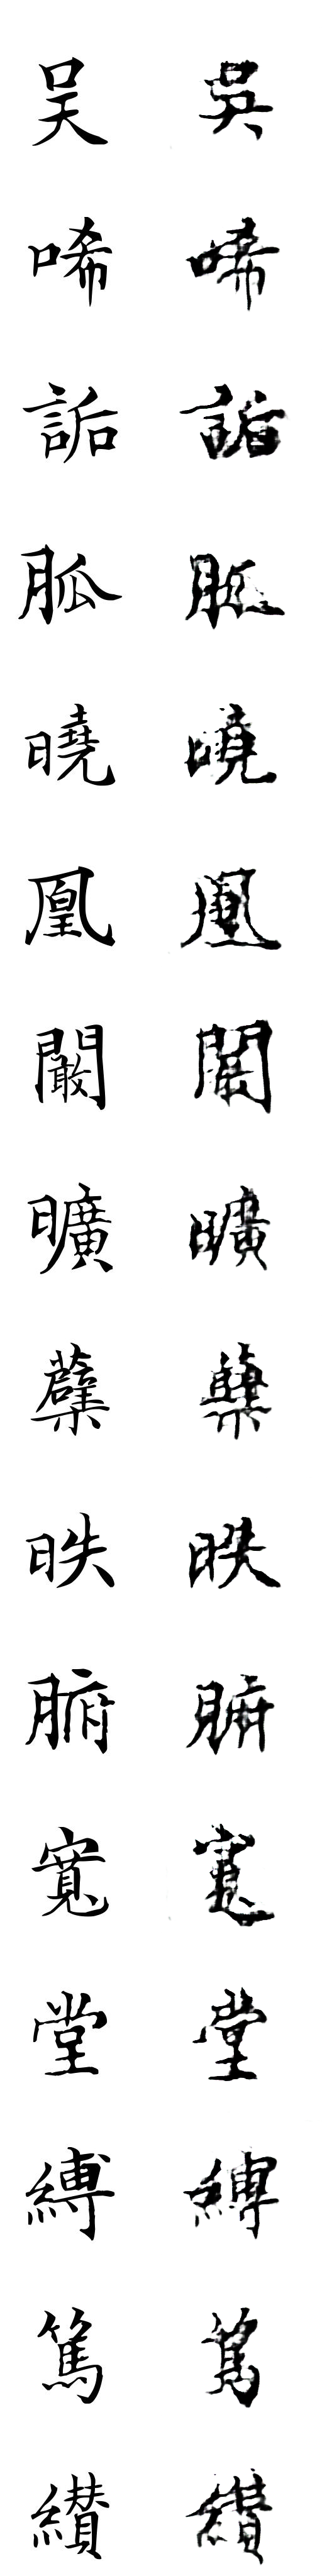 吴 吳
唏 唏
詬 詬
胍 胍
曉 曉
凰 凰
闞 闞
曠 曠
蘗 蘗
昳 昳
腑 腑
寬 寬
堂 堂
縛 縛
篤 篤
纘 纘